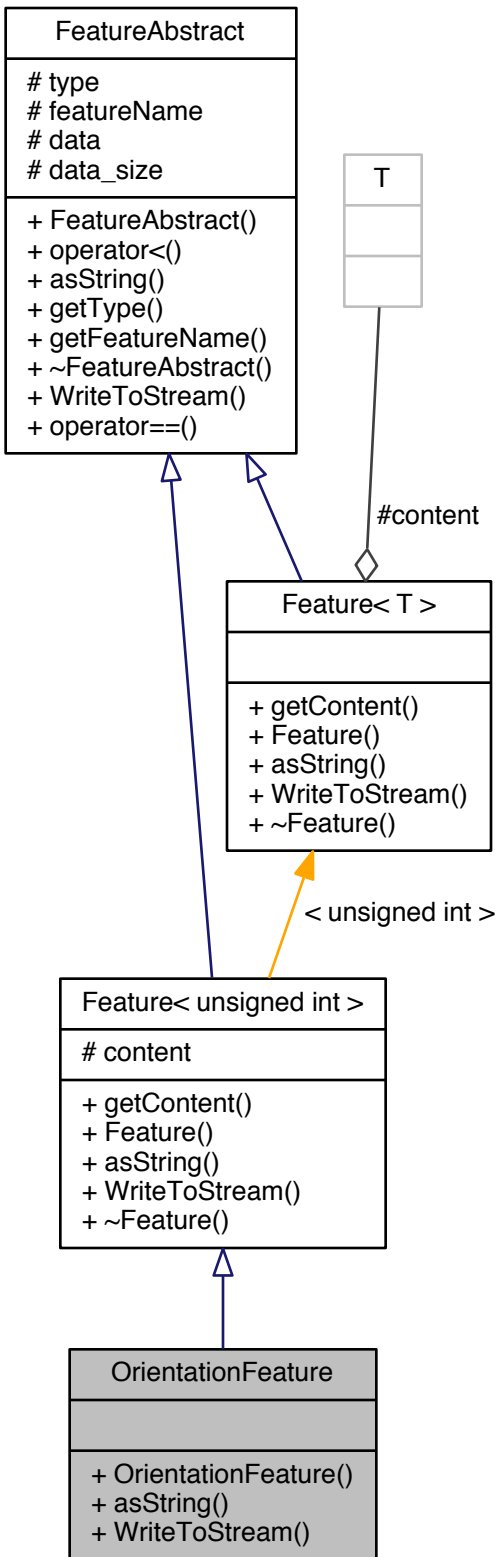 FeatureAbstract
# type
# featureName
# data
# data_size
+ FeatureAbstract()
+ operator<()
+ asString()
+ getType()
+ getFeatureName()
+ ~FeatureAbstract()
+ WriteToStream()
+ operator==()
T
#content
Feature< T >
+ getContent()
+ Feature()
+ asString()
+ WriteToStream()
+ ~Feature()
< unsigned int >
Feature< unsigned int >
# content
+ getContent()
+ Feature()
+ asString()
+ WriteToStream()
+ ~Feature()
OrientationFeature
+ OrientationFeature()
+ asString()
+ WriteToStream()